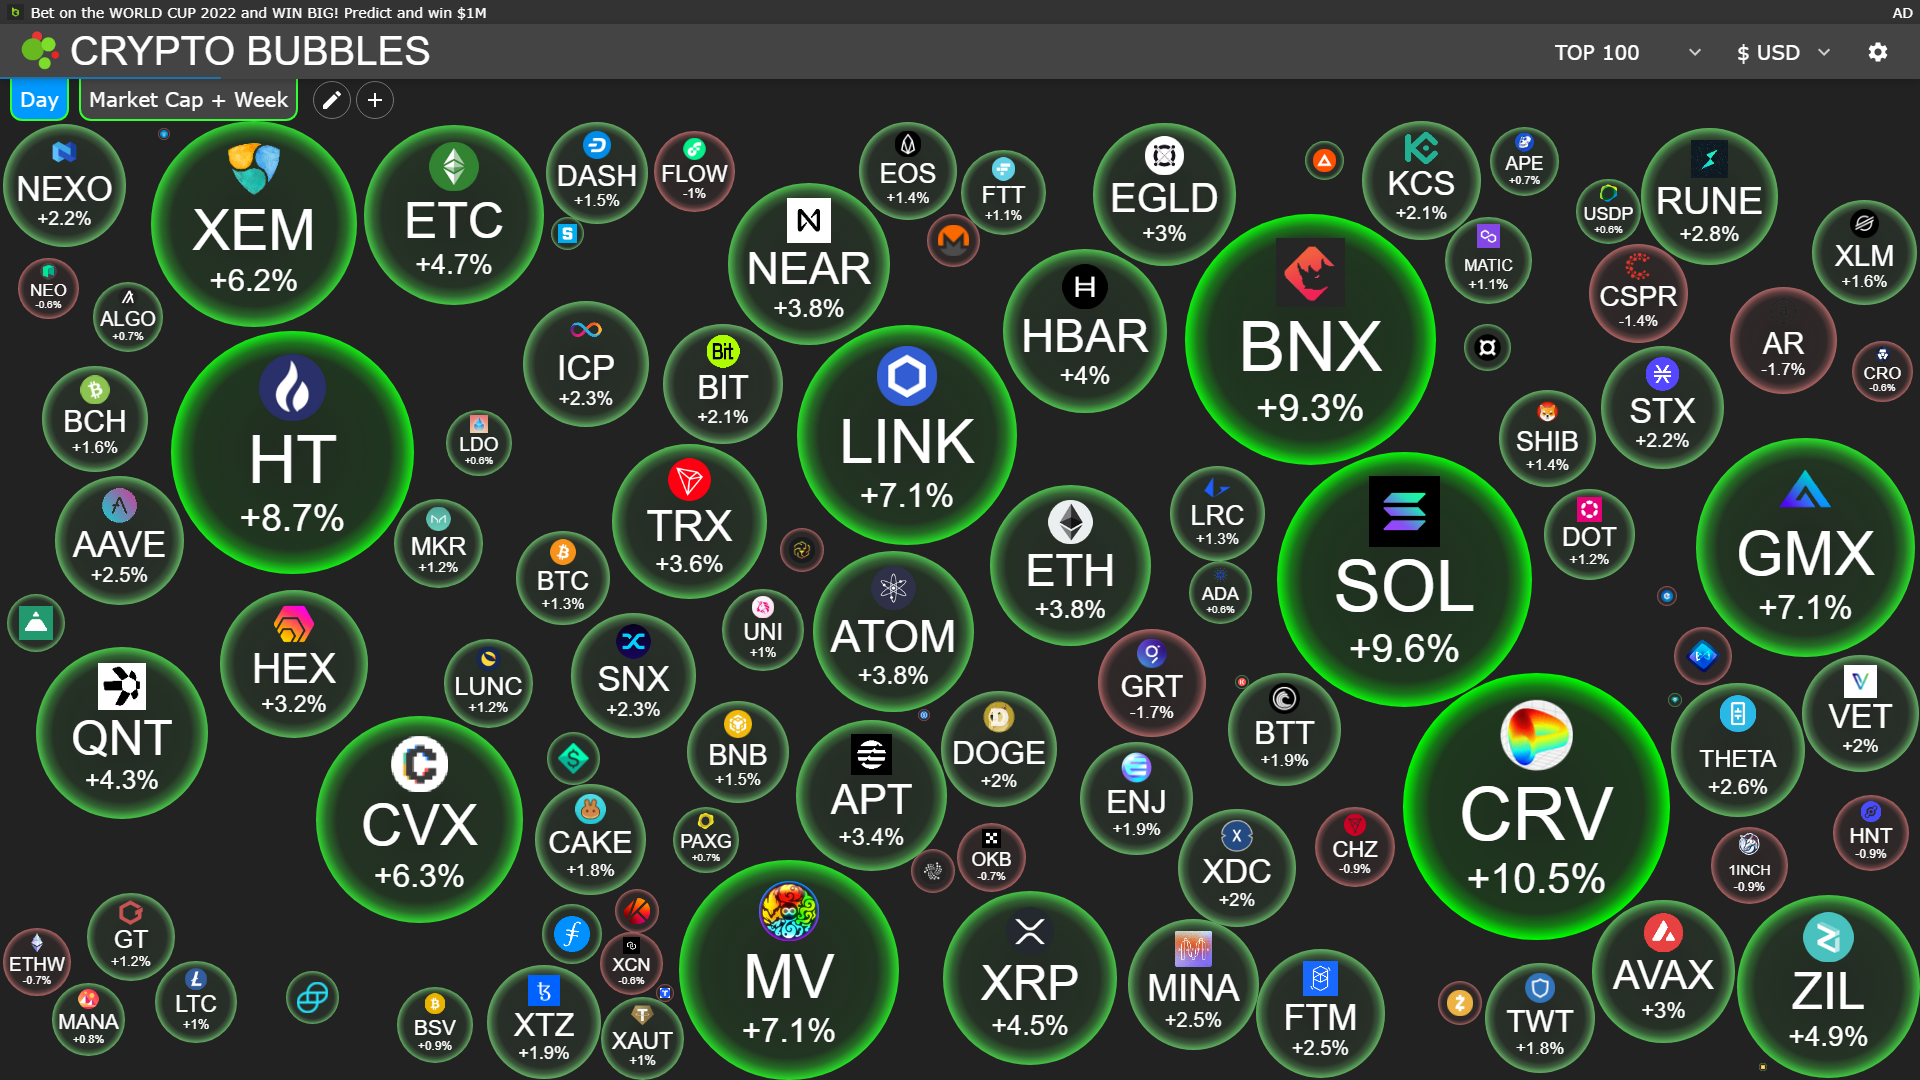 Bet on the WORLD CUP 2022 and WIN BIG! Predict and win $1M
AD
CRYPTO BUBBLES
TOP 100
$ USD
Day
Market Cap + Week
NEXO
+2.2%
XEM
+6.2%
ETC
+4.7%
DASH
+1.5%
FLOW
-1%
NEAR
+3.8%
EOS
+1.4%
FTT
+1.1%
EGLD
+3%
KCS
+2.1%
APE
+0.7%
USDP
+0.6%
RUNE
+2.8%
XLM
+1.6%
NEO
-0.6%
ALGO
+0.7%
HBAR
+4%
BNX
+9.3%
MATIC
+1.1%
CSPR
-1.4%
AR
-1.7%
CRO
-0.6%
ICP
+2.3%
Bit
BIT
+2.1%
LINK
+7.1%
STX
+2.2%
SHIB
+1.4%
BCH
+1.6%
HT
+8.7%
LDO
+0.6%
AAVE
+2.5%
MKR
+1.2%
BTC
+1.3%
TRX
+3.6%
ETH
+3.8%
LRC
+1.3%
ADA
+0.6%
SOL
+9.6%
DOT
+1.2%
GMX
+7.1%
HEX
+3.2%
LUNC
+1.2%
SNX
+2.3%
UNI
+1%
ATOM
+3.8%
GRT
-1.7%
BTT
+1.9%
VET
+2%
THETA
+2.6%
QNT
+4.3%
CVX
+6.3%
BNB
+1.5%
APT
+3.4%
DOGE
+2%
ENJ
+1.9%
CRV
+10.5%
CAKE
+1.8%
PAXG
+0.7%
OKB
-0.7%
XDC
+2%
CHZ
-0.9%
1INCH
-0.9%
HNT
-0.9%
GT
+1.2%
ETHW
-0.7%
MANA
+0.8%
LTC
+1%
BSV
+0.9%
XTZ
+1.9%
XCN
-0.6%
XAUT
+1%
MV
+7.1%
XRP
+4.5%
MINA
+2.5%
FTM
+2.5%
TWT
+1.8%
AVAX
+3%
ZIL
+4.9%